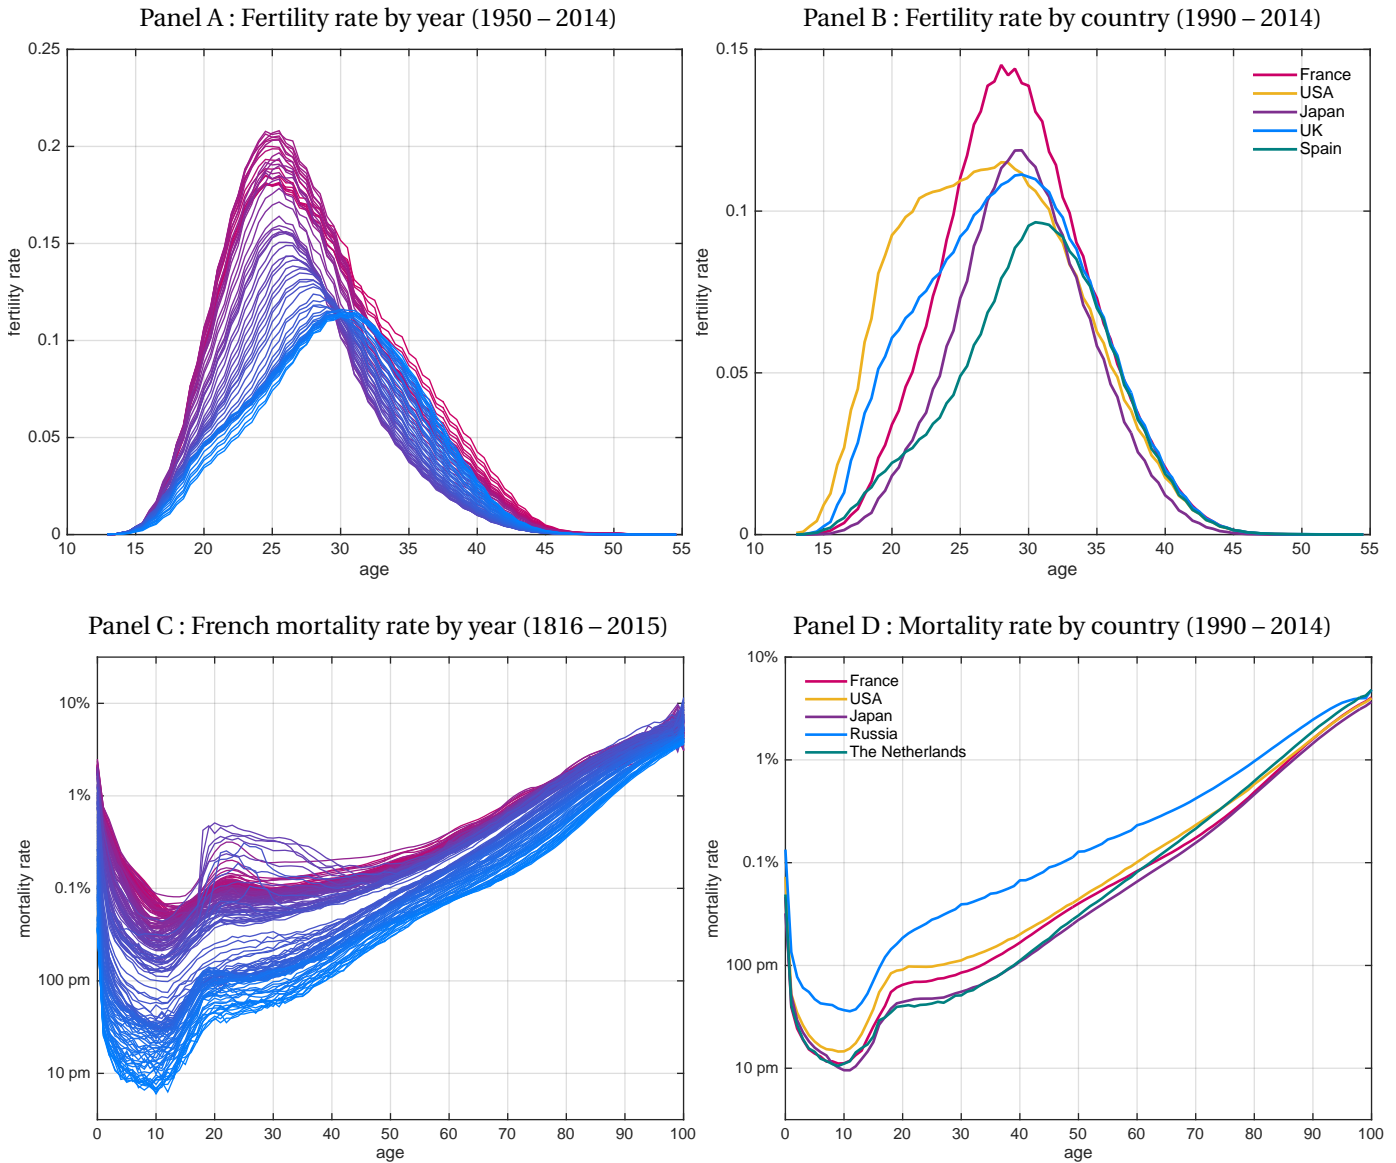 Panel A : Fertility rate by year (1950 – 2014)
0.25
0.2
0.15
0.1
0.05
0
fertility rate
10 15 20 25 30 35 40 45 50 55
age
Panel B : Fertility rate by country (1990 – 2014)
0.15
0.1
0.05
0
fertility rate
France
USA
Japan
UK
Spain
10 15 20 25 30 35 40 45 50 55
age
Panel C : French mortality rate by year (1816 – 2015)
10%
1%
0.1%
100 pm
10 pm
mortality rate
0 10 20 30 40 50 60 70 80 90 100
age
Panel D : Mortality rate by country (1990 – 2014)
10%
1%
0.1%
100 pm
10 pm
mortality rate
France
USA
Japan
Russia
The Netherlands
0 10 20 30 40 50 60 70 80 90 100
age